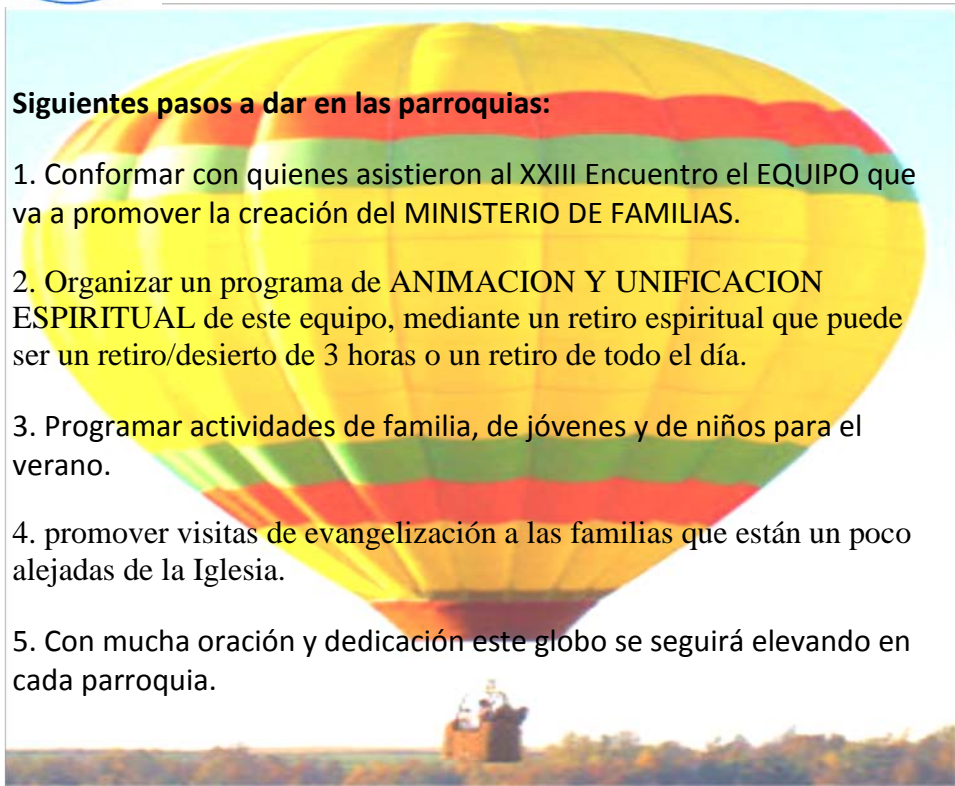 Siguientes pasos a dar en las parroquias:
1. Conformar con quienes asistieron al XXIII Encuentro el EQUIPO que
va a promover la creación del MINISTERIO DE FAMILIAS.
2. Organizar un programa de ANIMACION Y UNIFICACION
ESPIRITUAL de este equipo, mediante un retiro espiritual que puede
ser un retiro/desierto de 3 horas o un retiro de todo el día.
3. Programar actividades de familia, de jóvenes y de niños para el
verano.
4. promover visitas de evangelización a las familias que están un poco
alejadas de la Iglesia.
5. Con mucha oración y dedicación este globo se seguirá elevando en
cada parroquia.